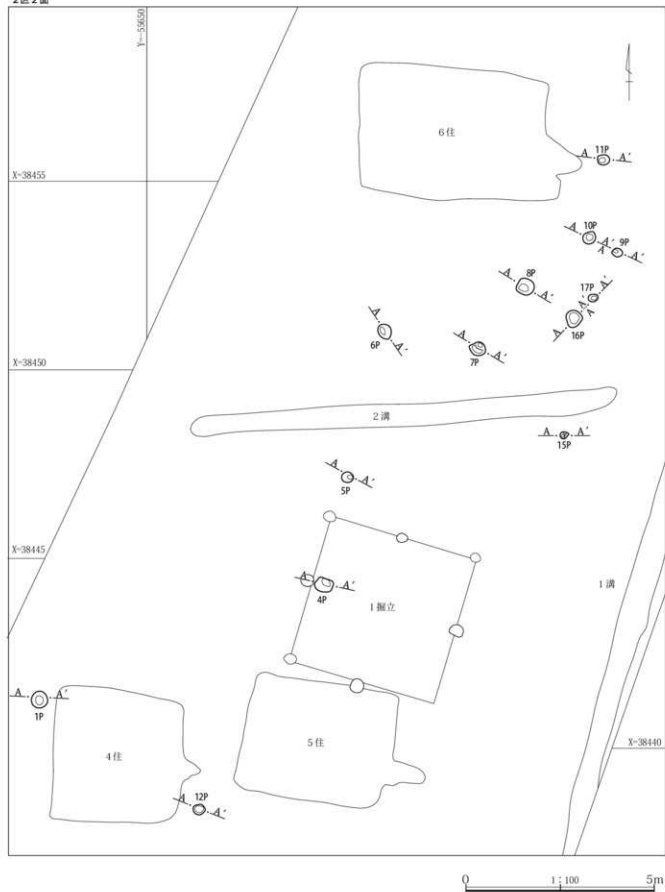 2区2面
Y=-55650
6住
A 11P A'
X=38455
A 10P A'
A 9P A'
A 8P A'
17P A A'
A 16P A'
A 6P A'
A 7P A'
X=38450
2溝
A A'
15P
A 5P A'
X=38445
A 4P A'
1掘立
1溝
A A'
1P
4住
5住
X=38440
A 12P A'
0 1:100 5m